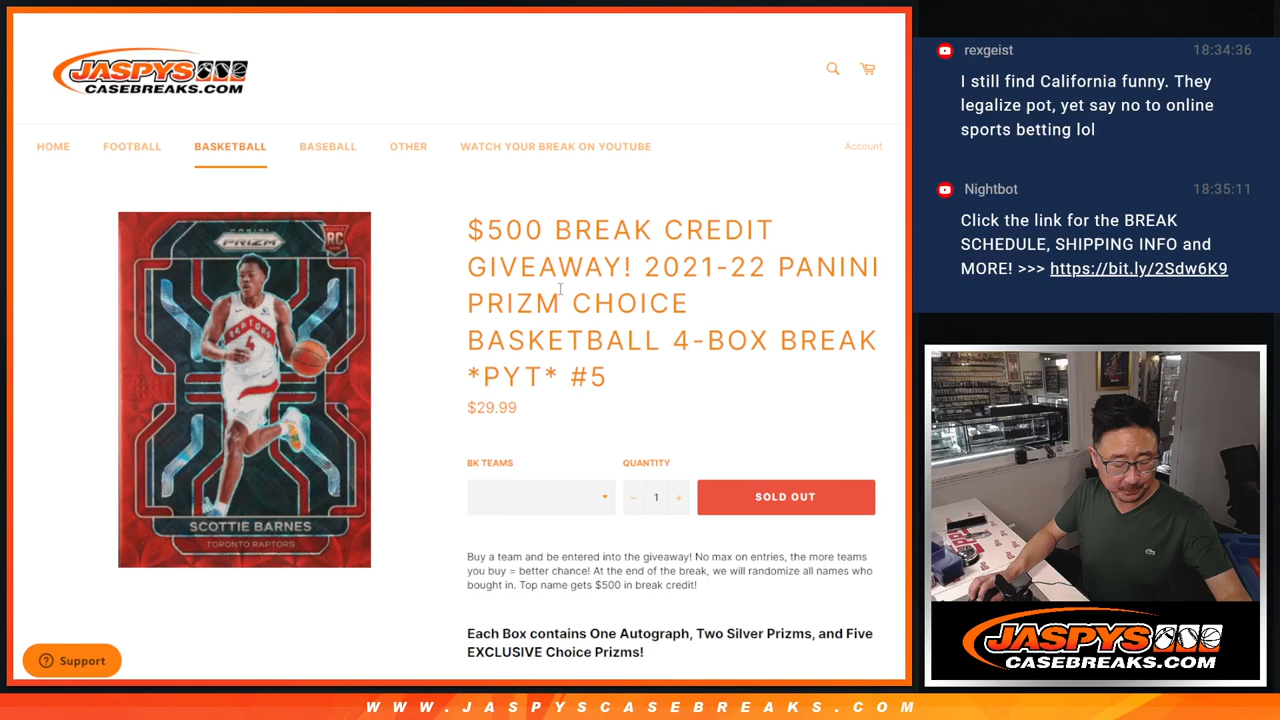 JASPYS
CASEBREAKS.COM
HOME
FOOTBALL
BASKETBALL
BASEBALL
OTHER
WATCH YOUR BREAK ON YOUTUBE
Account
PANINI
PRIZM
RC
RAPTORS
4
SCOTTIE BARNES
TORONTO RAPTORS
$500 BREAK CREDIT
GIVEAWAY! 2021-22 PANINI
PRIZM CHOICE
BASKETBALL 4-BOX BREAK
*PYT* #5
$29.99
BK TEAMS
QUANTITY
− 1 +
SOLD OUT
Buy a team and be entered into the giveaway! No max on entries, the more teams
you buy = better chance! At the end of the break, we will randomize all names who
bought in. Top name gets $500 in break credit!
Each Box contains One Autograph, Two Silver Prizms, and Five
EXCLUSIVE Choice Prizms!
Support
rexgeist
18:34:36
I still find California funny. They
legalize pot, yet say no to online
sports betting lol
Nightbot
18:35:11
Click the link for the BREAK
SCHEDULE, SHIPPING INFO and
MORE! >>> https://bit.ly/2Sdw6K9
JASPYS
CASEBREAKS.COM
WWW.JASPYSCASEBREAKS.COM